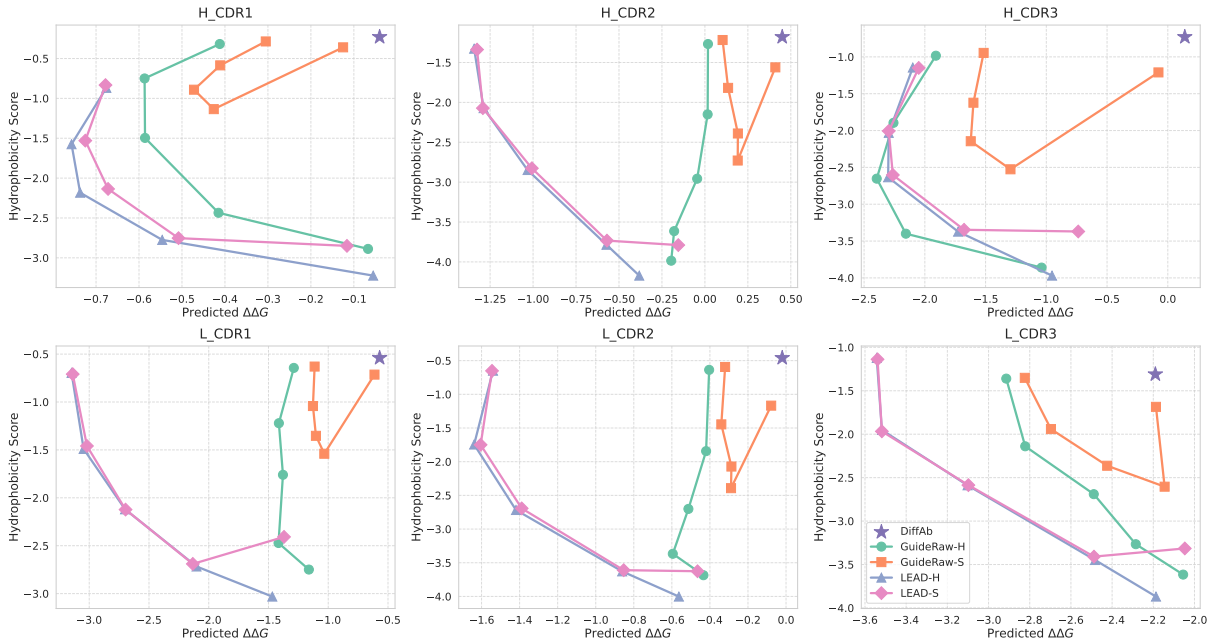 H_CDR1
H_CDR2
H_CDR3
Hydrophobicity Score
−0.5
−1.0
−1.5
−2.0
−2.5
−3.0
−0.7 −0.6 −0.5 −0.4 −0.3 −0.2 −0.1
Predicted ΔΔG
Hydrophobicity Score
−1.5
−2.0
−2.5
−3.0
−3.5
−4.0
−1.25 −1.00 −0.75 −0.50 −0.25 0.00 0.25 0.50
Predicted ΔΔG
Hydrophobicity Score
−1.0
−1.5
−2.0
−2.5
−3.0
−3.5
−4.0
−2.5 −2.0 −1.5 −1.0 −0.5 0.0
Predicted ΔΔG
L_CDR1
L_CDR2
L_CDR3
Hydrophobicity Score
−0.5
−1.0
−1.5
−2.0
−2.5
−3.0
−3.0 −2.5 −2.0 −1.5 −1.0 −0.5
Predicted ΔΔG
Hydrophobicity Score
−0.5
−1.0
−1.5
−2.0
−2.5
−3.0
−3.5
−4.0
−1.6 −1.4 −1.2 −1.0 −0.8 −0.6 −0.4 −0.2 0.0
Predicted ΔΔG
Hydrophobicity Score
−1.0
−1.5
−2.0
−2.5
−3.0
−3.5
−4.0
DiffAb
GuideRaw-H
GuideRaw-S
LEAD-H
LEAD-S
−3.6 −3.4 −3.2 −3.0 −2.8 −2.6 −2.4 −2.2 −2.0
Predicted ΔΔG